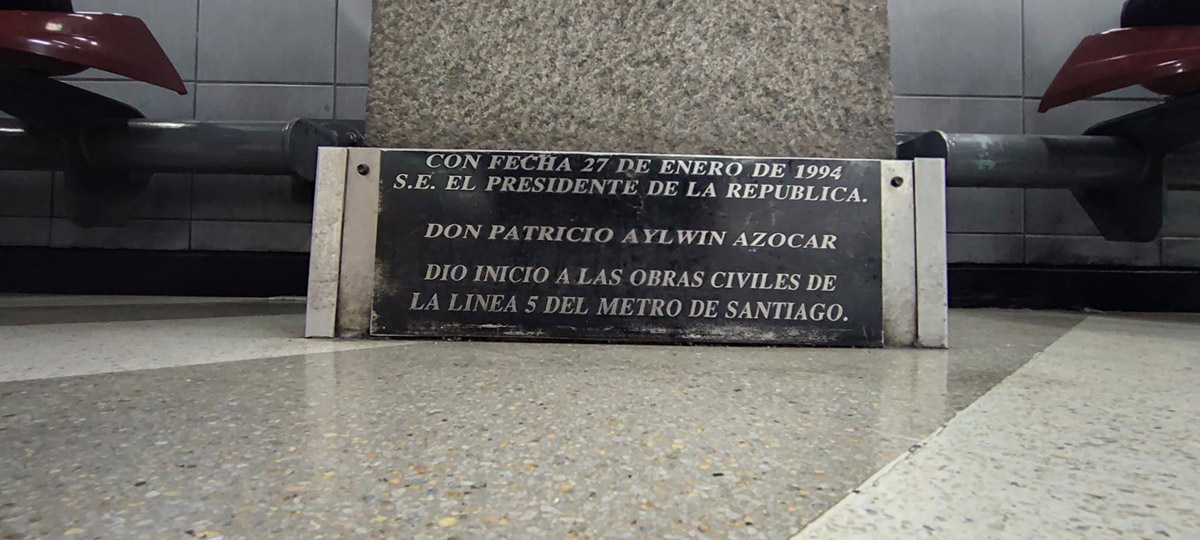 CON FECHA 27 DE ENERO DE 1994
S.E. EL PRESIDENTE DE LA REPUBLICA.
DON PATRICIO AYLWIN AZOCAR
DIO INICIO A LAS OBRAS CIVILES DE
LA LINEA 5 DEL METRO DE SANTIAGO.